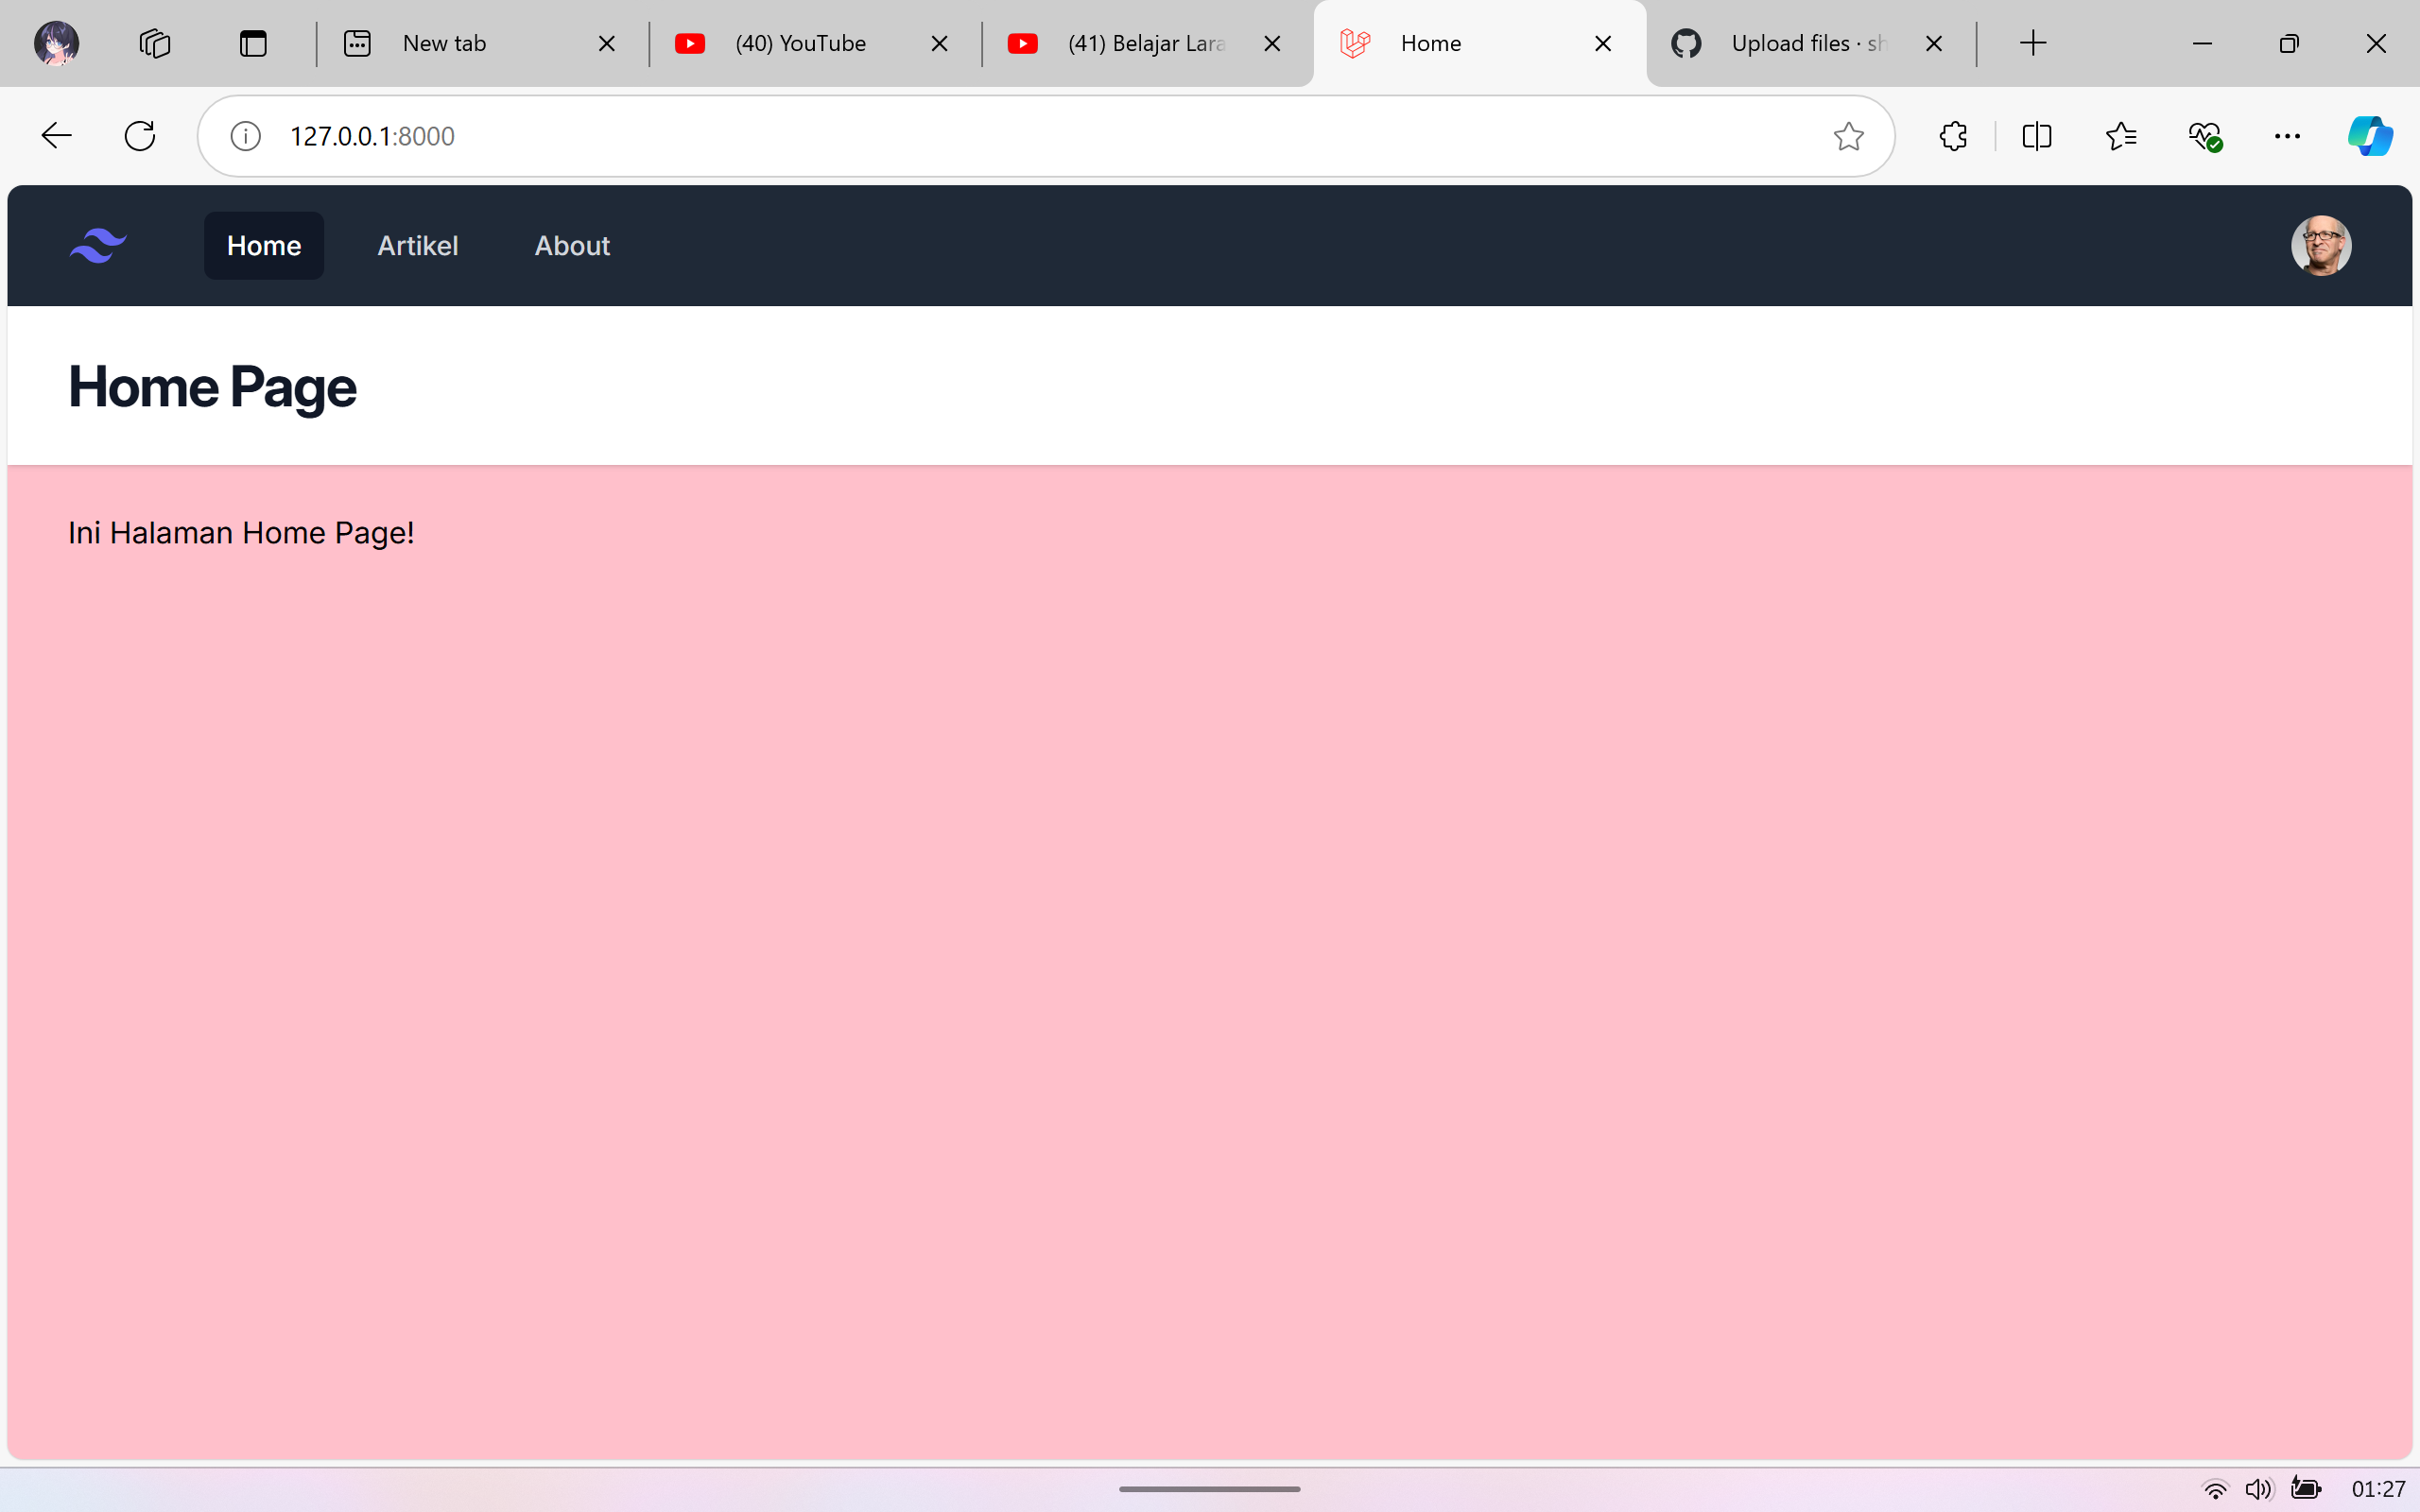 New tab
(40) YouTube
(41) Belajar Lara
Home
Upload files · sh
127.0.0.1:8000
Home
Artikel
About
Home Page
Ini Halaman Home Page!
01:27